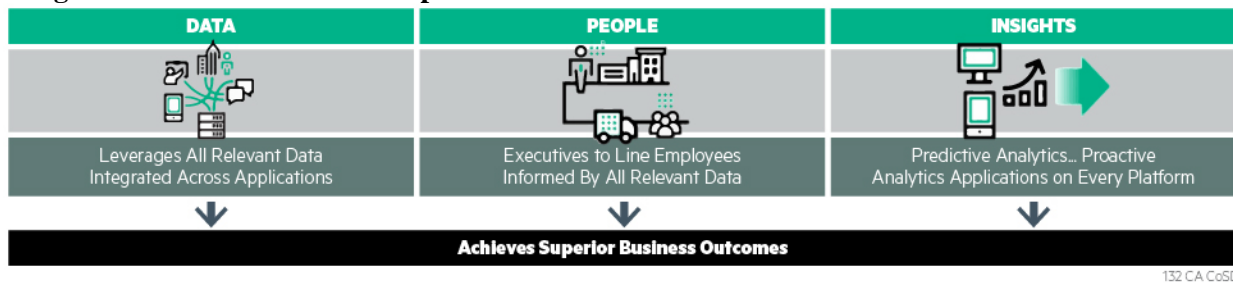 DATA
PEOPLE
INSIGHTS
Leverages All Relevant Data
Integrated Across Applications
Executives to Line Employees
Informed By All Relevant Data
Predictive Analytics... Proactive
Analytics Applications on Every Platform
Achieves Superior Business Outcomes
132 CA CoSD